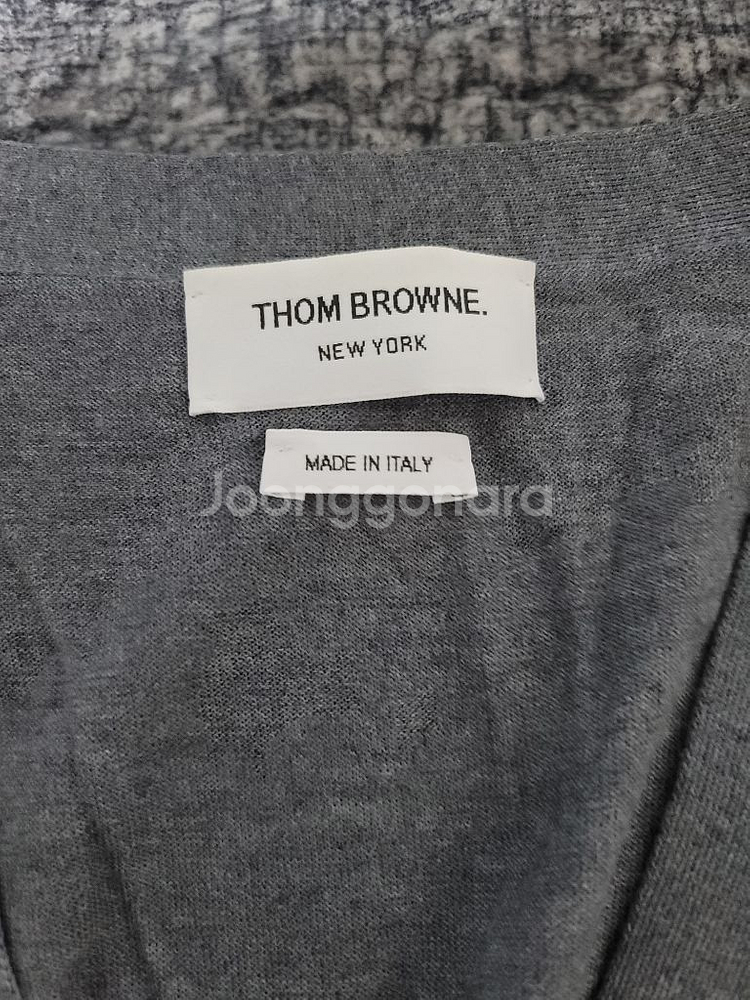 THOM BROWNE.
NEW YORK
MADE IN ITALY
Joonggonara